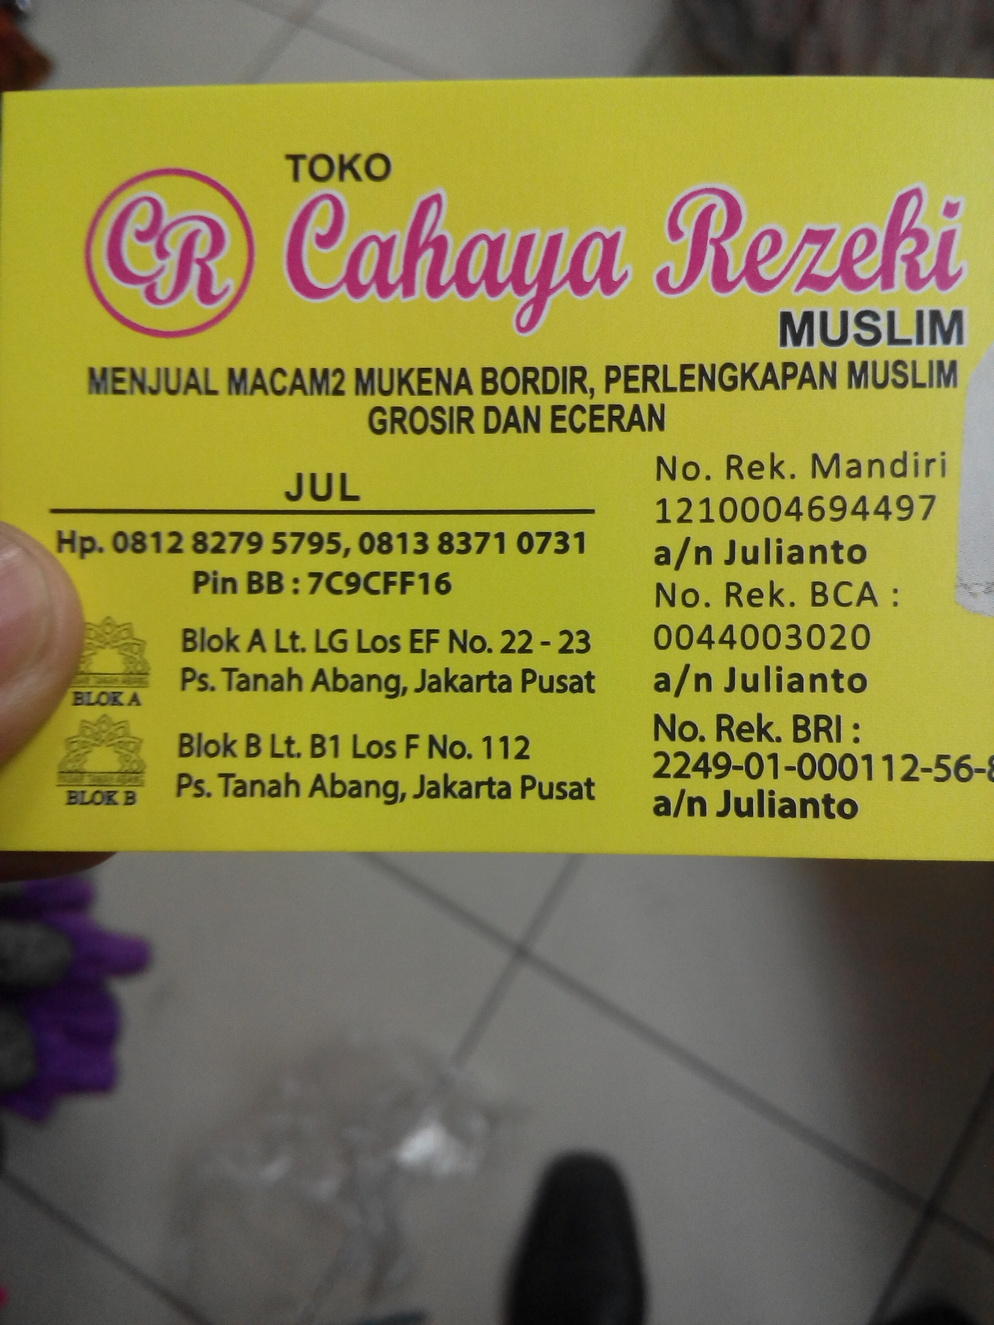 TOKO
CR Cahaya Rezeki
MUSLIM
MENJUAL MACAM2 MUKENA BORDIR, PERLENGKAPAN MUSLIM
GROSIR DAN ECERAN
JUL
Hp. 0812 8279 5795, 0813 8371 0731
Pin BB : 7C9CFF16
Blok A Lt. LG Los EF No. 22 - 23
Ps. Tanah Abang, Jakarta Pusat
BLOK A
Blok B Lt. B1 Los F No. 112
Ps. Tanah Abang, Jakarta Pusat
BLOK B
No. Rek. Mandiri
1210004694497
a/n Julianto
No. Rek. BCA :
0044003020
a/n Julianto
No. Rek. BRI :
2249-01-000112-56-
a/n Julianto